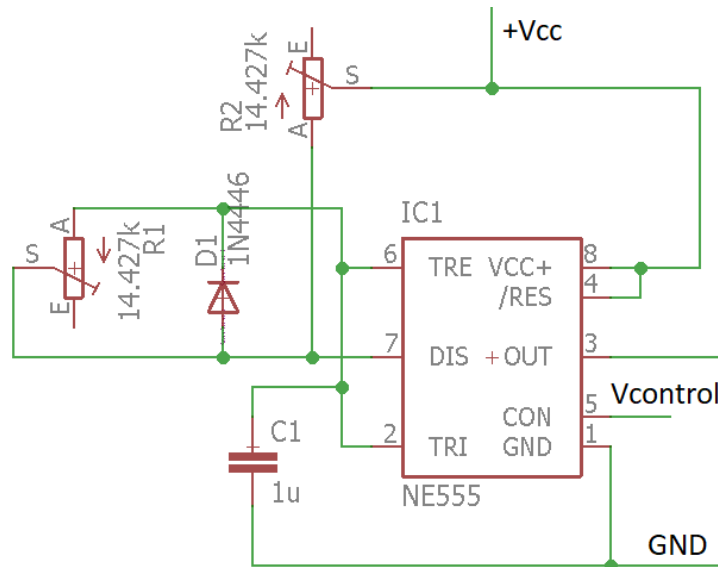 +Vcc
E
S
A
R2
14.427k
A
S
E
14.427k
R1
D1
1N4446
IC1
6
TRE
VCC+
8
/RES
4
7
DIS
+OUT
3
Vcontrol
CON
5
2
TRI
GND
1
NE555
C1
+
1u
GND